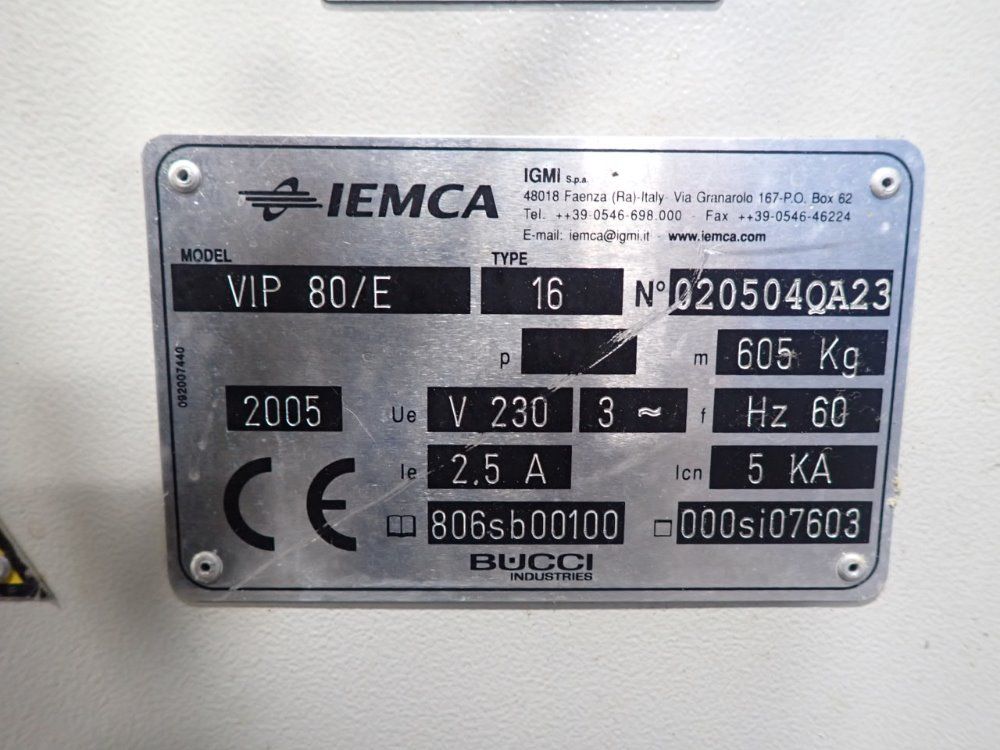 IEMCA
IGMI S.p.a.
48018 Faenza (Ra)-Italy Via Granarolo 167-P.O. Box 62
Tel. ++39-0546-698.000 - Fax ++39-0546-46224
E-mail: iemca@igmi.it - www.iemca.com
MODEL TYPE
VIP 80/E 16 N° 020504QA23
p m 605 Kg
092007440
2005 Ue V 230 3 ≈ f Hz 60
Ie 2.5 A Icn 5 KA
CE
806sb00100 000si07603
BUCCI
INDUSTRIES